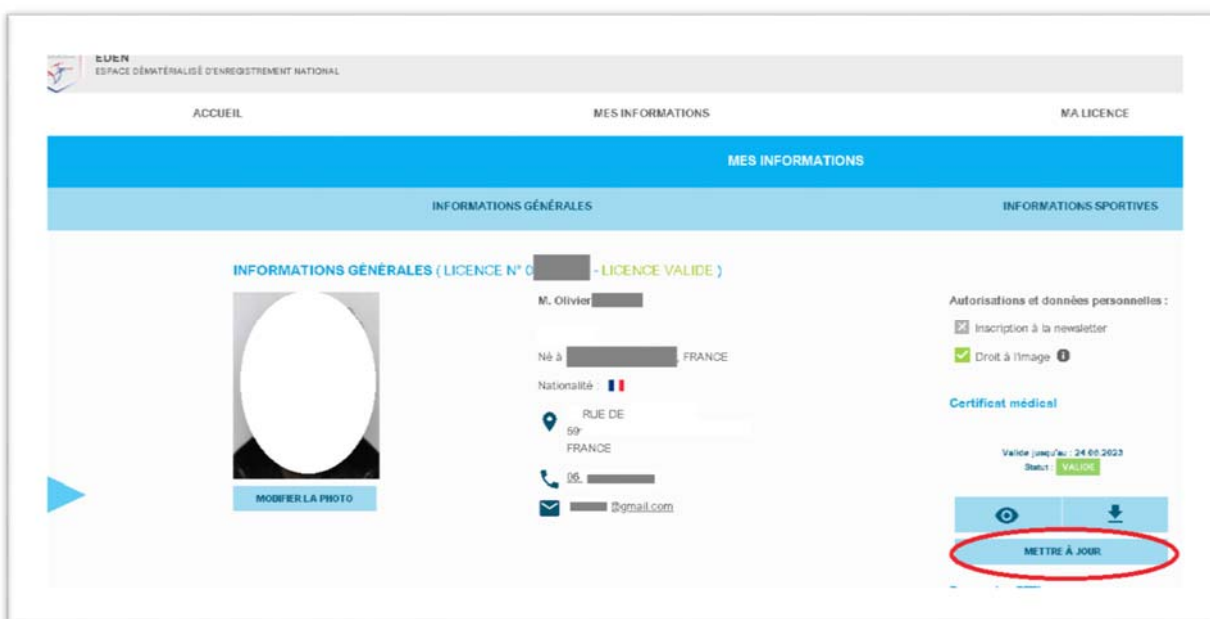 EDEN
ESPACE DÉMATÉRIALISÉ D'ENREGISTREMENT NATIONAL
ACCUEIL MES INFORMATIONS MA LICENCE
MES INFORMATIONS
INFORMATIONS GÉNÉRALES INFORMATIONS SPORTIVES
INFORMATIONS GÉNÉRALES ( LICENCE N° 0 - LICENCE VALIDE )
M. Olivier
Né à , FRANCE
Nationalité :
RUE DE
59
FRANCE
06
@gmail.com
MODIFIER LA PHOTO
Autorisations et données personnelles :
Inscription à la newsletter
Droit à l'image
Certificat médical
Valide jusqu'au : 24.08.2023
Statut : VALIDE
METTRE À JOUR